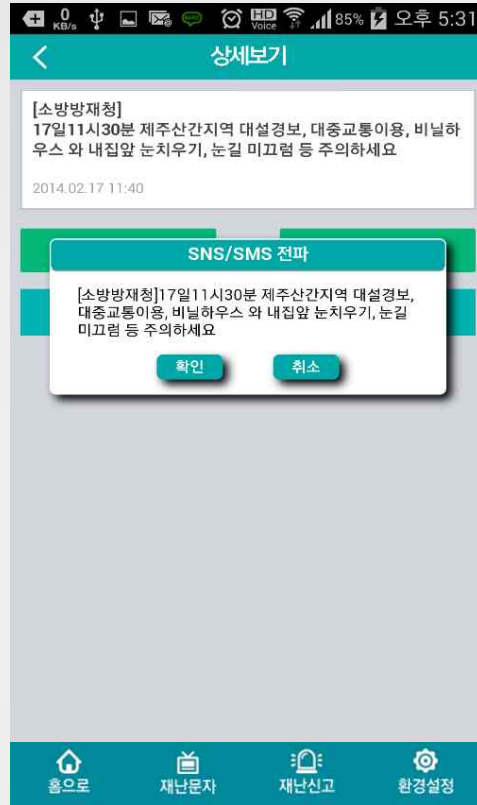 0
KB/s
HD
Voice
85%
오후 5:31
상세보기
[소방방재청]
17일11시30분 제주산간지역 대설경보, 대중교통이용, 비닐하
우스 와 내집앞 눈치우기, 눈길 미끄럼 등 주의하세요
2014.02.17 11:40
SNS/SMS 전파
[소방방재청]17일11시30분 제주산간지역 대설경보,
대중교통이용, 비닐하우스 와 내집앞 눈치우기, 눈길
미끄럼 등 주의하세요
확인
취소
홈으로
재난문자
재난신고
환경설정